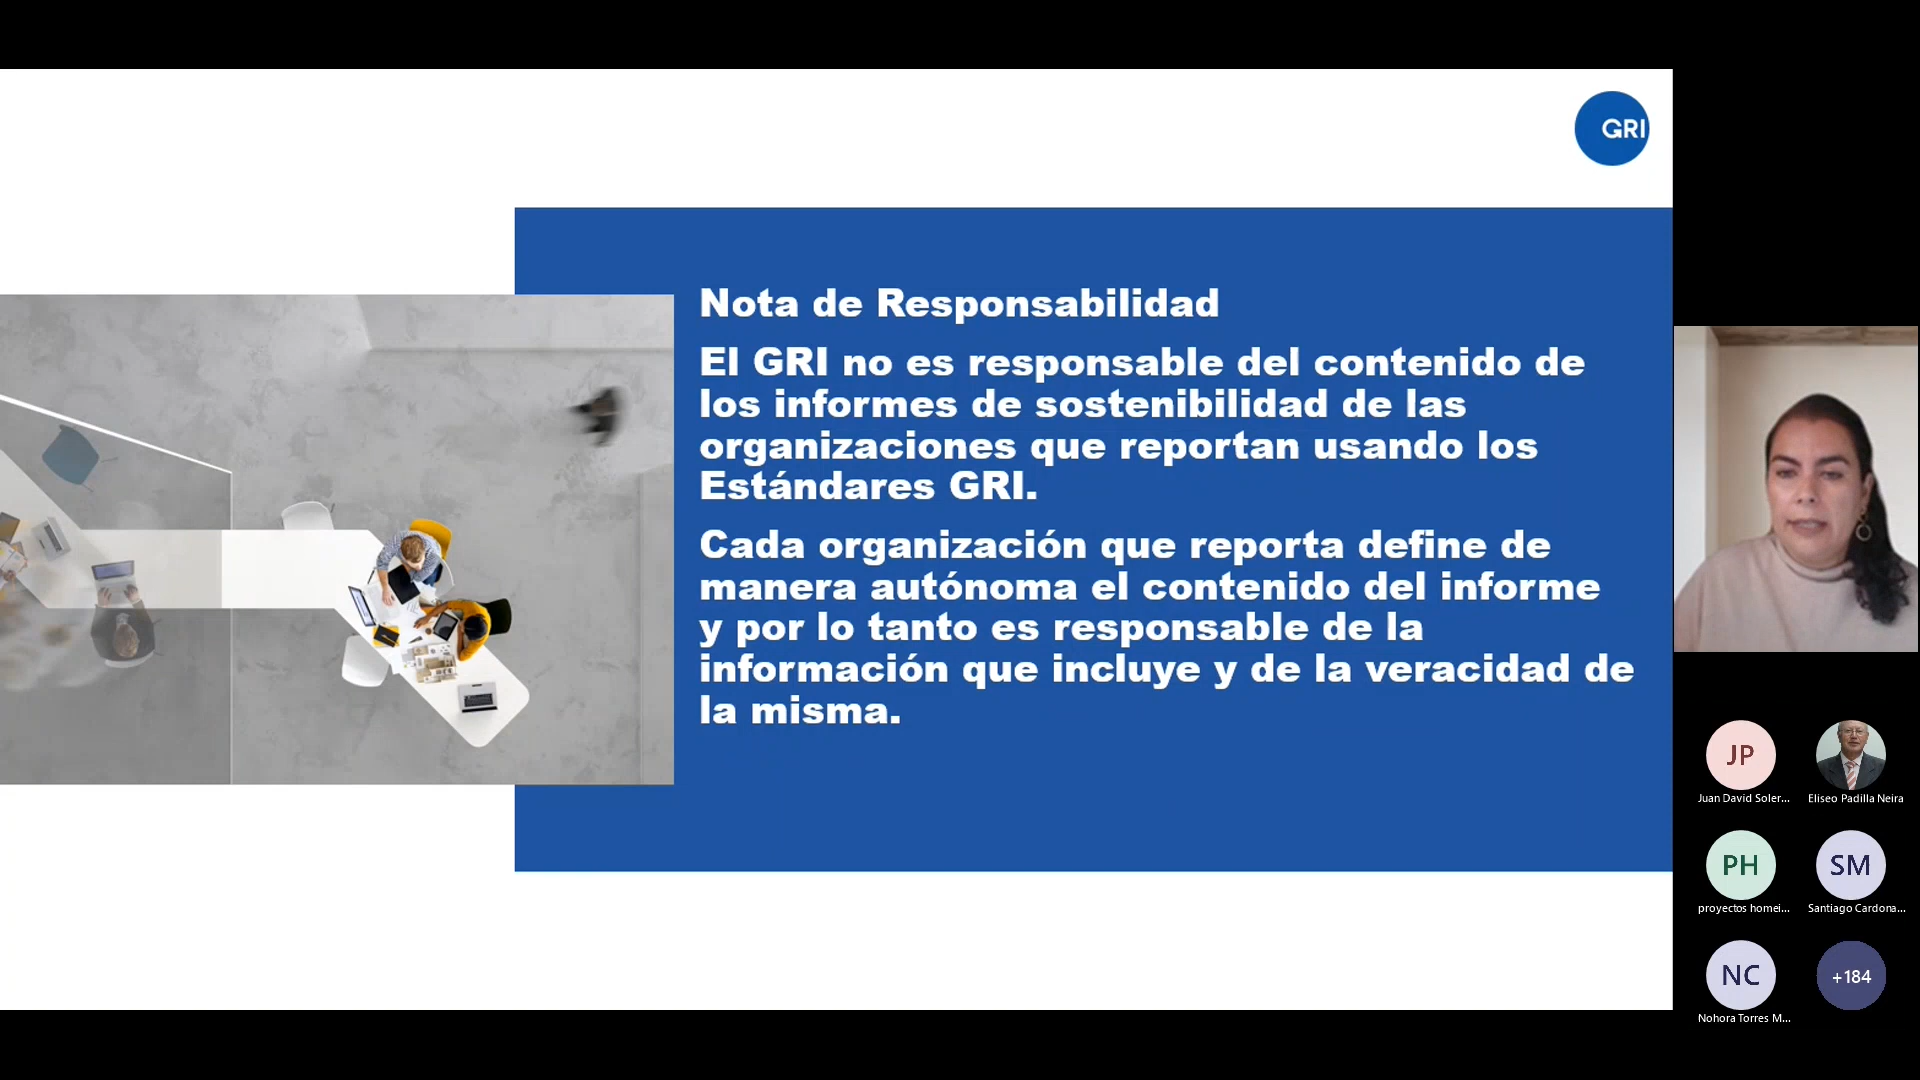 GRI
Nota de Responsabilidad
El GRI no es responsable del contenido de
los informes de sostenibilidad de las
organizaciones que reportan usando los
Estándares GRI.
Cada organización que reporta define de
manera autónoma el contenido del informe
y por lo tanto es responsable de la
información que incluye y de la veracidad de
la misma.
JP
Juan David Soler...
Eliseo Padilla Neira
PH
proyectos homei...
SM
Santiago Cardona...
NC
Nohora Torres M...
+184